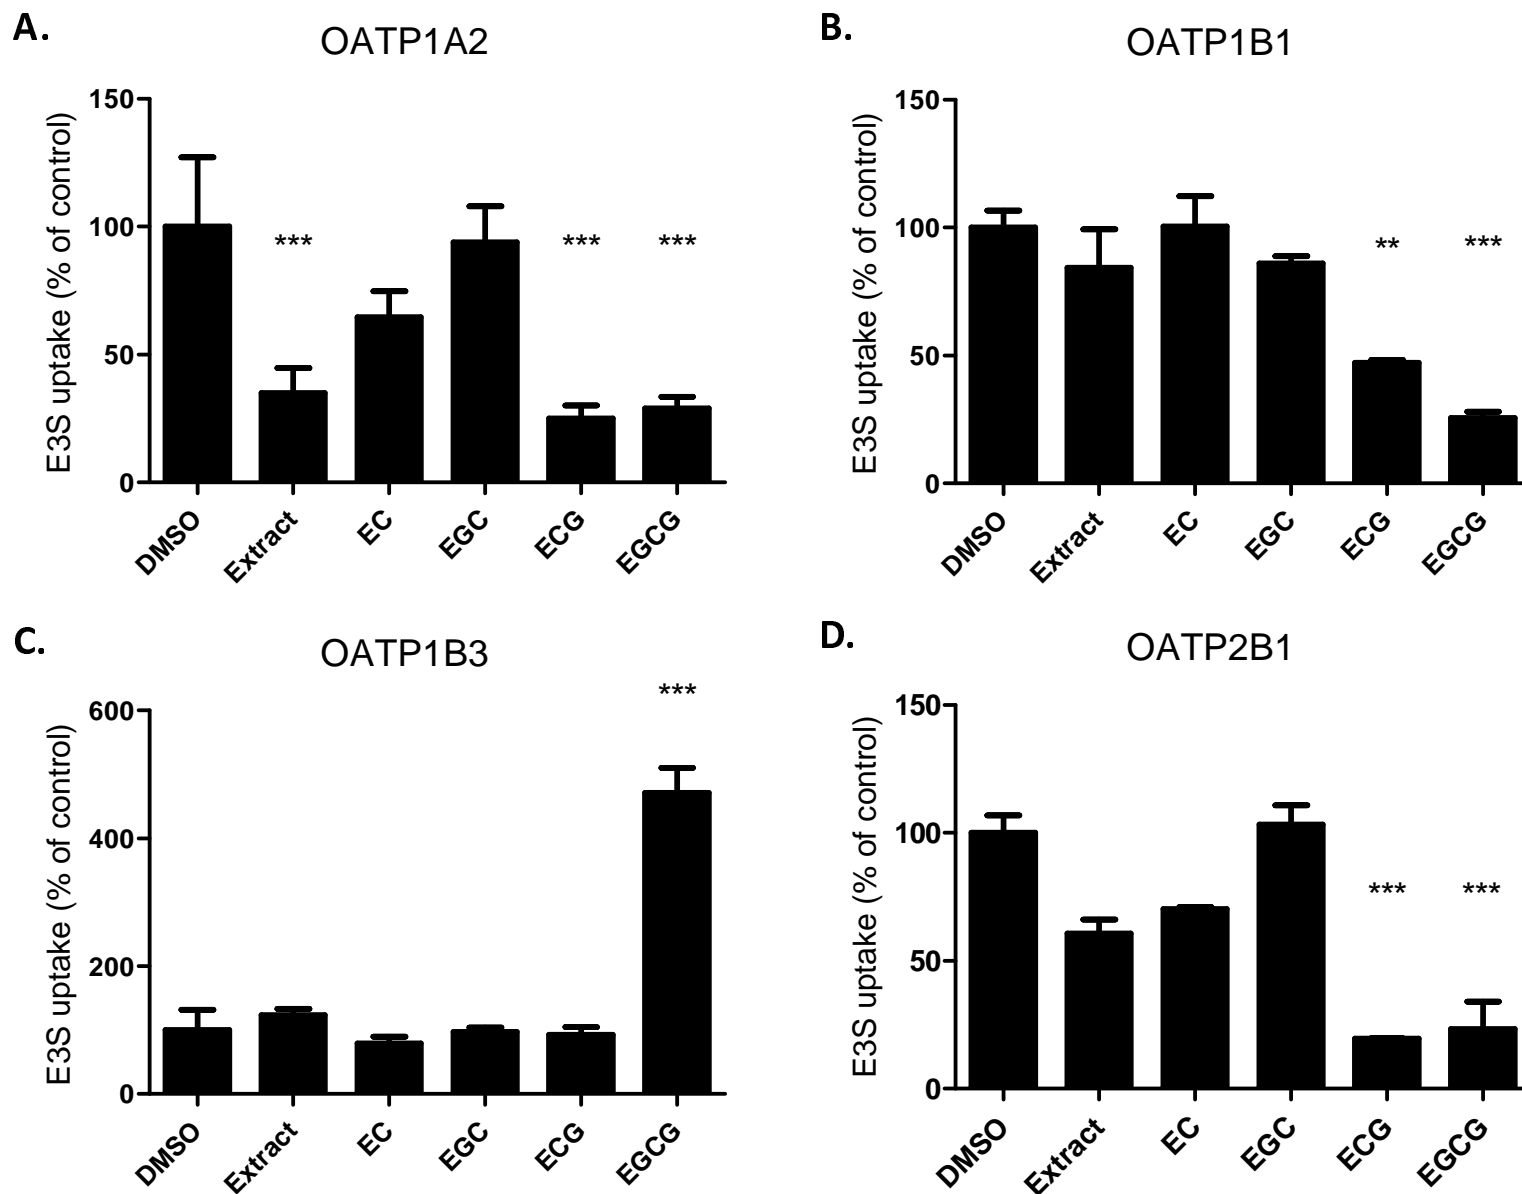 A.
OATP1A2
E3S uptake (% of control)
150
100
50
0
***
***
***
DMSO
Extract
EC
EGC
ECG
EGCG
B.
OATP1B1
E3S uptake (% of control)
150
100
50
0
**
***
DMSO
Extract
EC
EGC
ECG
EGCG
C.
OATP1B3
E3S uptake (% of control)
600
400
200
0
***
DMSO
Extract
EC
EGC
ECG
EGCG
D.
OATP2B1
E3S uptake (% of control)
150
100
50
0
***
***
DMSO
Extract
EC
EGC
ECG
EGCG